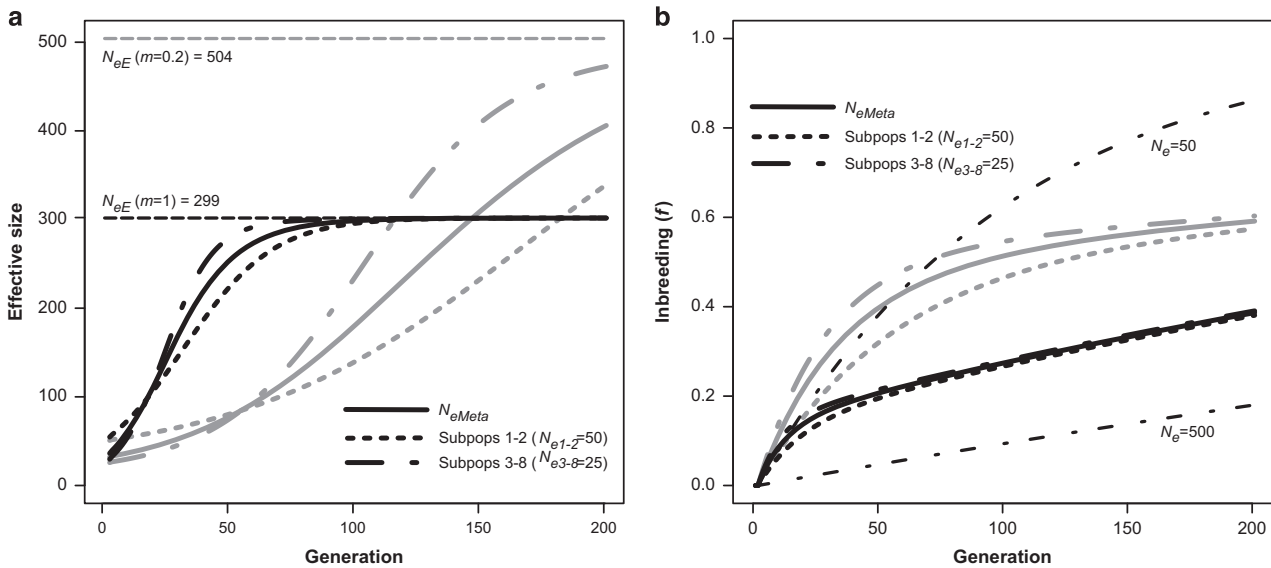 a
Effective size
500
400
300
200
100
0
N_eE (m=0.2) = 504
N_eE (m=1) = 299
N_eMeta
Subpops 1-2 ( N_e1-2=50)
Subpops 3-8 ( N_e3-8=25)
0 50 100 150 200
Generation
b
Inbreeding (f)
1.0
0.8
0.6
0.4
0.2
0.0
N_eMeta
Subpops 1-2 (N_e1-2=50)
Subpops 3-8 (N_e3-8=25)
N_e=50
N_e=500
0 50 100 150 200
Generation